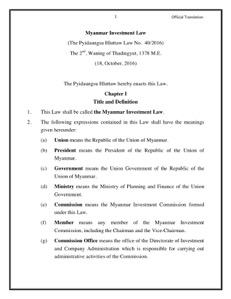 1
Official Translation
Myanmar Investment Law
(The Pyidaungsu Hluttaw Law No. 40/2016)
The 2nd, Waning of Thadingyut, 1378 M.E.
(18, October, 2016)
The Pyidaungsu Hluttaw hereby enacts this Law.
Chapter I
Title and Definition
1. This Law shall be called the Myanmar Investment Law.
2. The following expressions contained in this Law shall have the meanings
given hereunder:
(a) Union means the Republic of the Union of Myanmar.
(b) President means the President of the Republic of the Union of
Myanmar.
(c) Government means the Union Government of the Republic of the
Union of Myanmar.
(d) Ministry means the Ministry of Planning and Finance of the Union
Government.
(e) Commission means the Myanmar Investment Commission formed
under this Law.
(f) Member means any member of the Myanmar Investment
Commission, including the Chairman and the Vice-Chairman.
(g) Commission Office means the office of the Directorate of Investment
and Company Administration which is responsible for carrying out
administrative activities of the Commission.